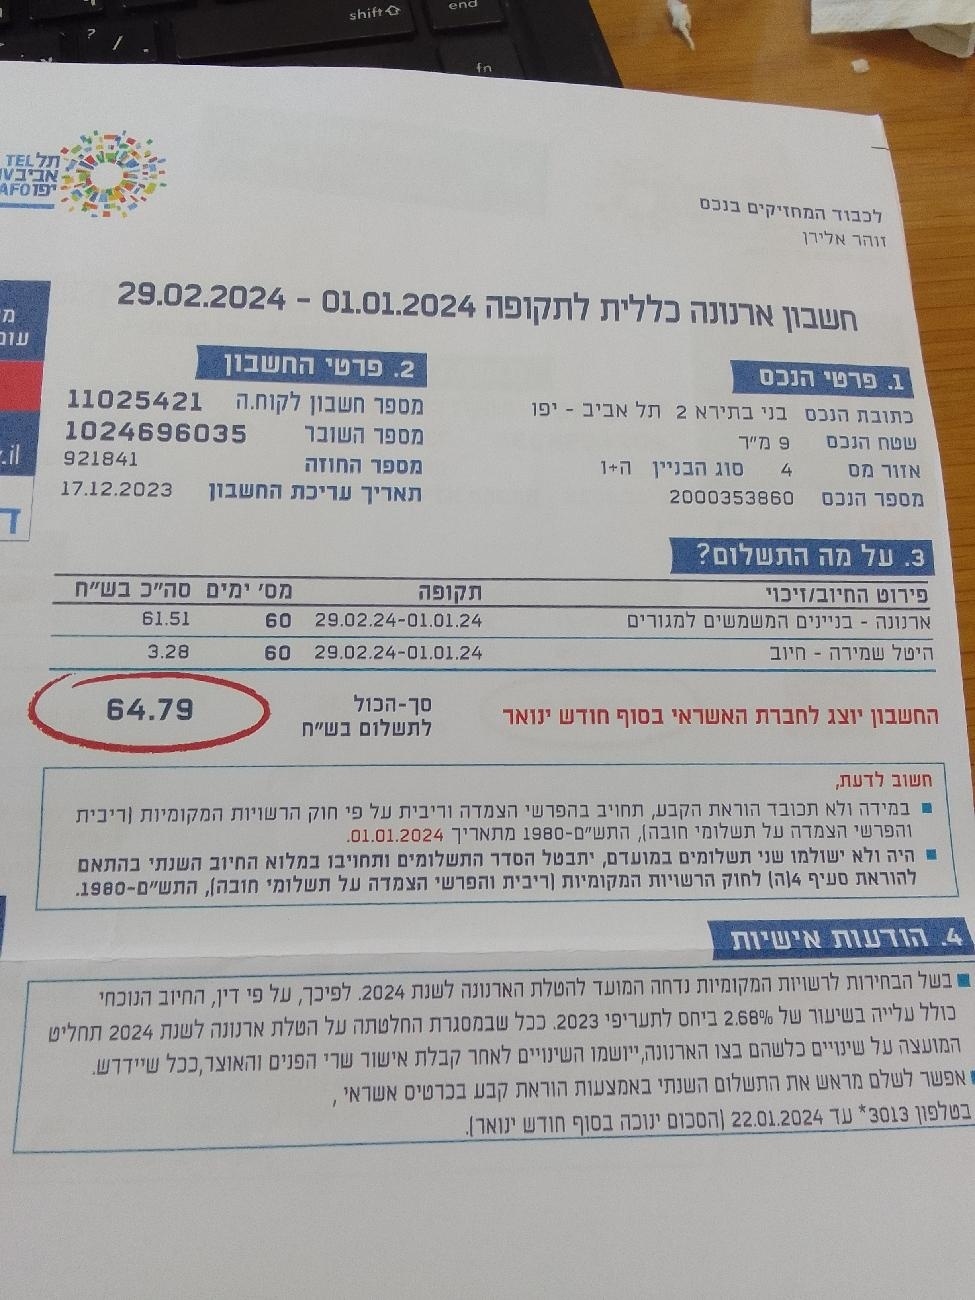 shift
end
fn
? / .
תל TEL
אביב
יפו
לכבוד המחזיקים בנכס
זוהר אלירן
חשבון ארנונה כללית לתקופה 01.01.2024 - 29.02.2024
1. פרטי הנכס
כתובת הנכס בני בתירא 2 תל אביב - יפו
שטח הנכס 9 מ"ר
אזור מס 4 סוג הבניין ה+1
מספר הנכס 2000353860
2. פרטי החשבון
מספר חשבון לקוח.ה 11025421
מספר השובר 1024696035
מספר החוזה 921841
תאריך עריכת החשבון 17.12.2023
3. על מה התשלום?
פירוט החיוב/זיכוי תקופה מס' ימים סה"כ בש"ח
ארנונה - בניינים המשמשים למגורים 29.02.24-01.01.24 60 61.51
היטל שמירה - חיוב 29.02.24-01.01.24 60 3.28
החשבון יוצג לחברת האשראי בסוף חודש ינואר
סך-הכול
לתשלום בש"ח
64.79
חשוב לדעת,
במידה ולא תכובד הוראת הקבע, תחויב בהפרשי הצמדה וריבית על פי חוק הרשויות המקומיות (ריבית
והפרשי הצמדה על תשלומי חובה), התש"ם-1980 מתאריך 01.01.2024.
היה ולא ישולמו שני תשלומים במועדם, יתבטל הסדר התשלומים ותחויבו במלוא החיוב השנתי בהתאם
להוראת סעיף 4(ה) לחוק הרשויות המקומיות (ריבית והפרשי הצמדה על תשלומי חובה), התש"ם-1980.
4. הודעות אישיות
בשל הבחירות לרשויות המקומיות נדחה המועד להטלת הארנונה לשנת 2024. לפיכך, על פי דין, החיוב הנוכחי
כולל עלייה בשיעור של 2.68% ביחס לתעריפי 2023. ככל שבמסגרת החלטתה על הטלת ארנונה לשנת 2024 תחליט
המועצה על שינויים כלשהם בצו הארנונה,ייושמו השינויים לאחר קבלת אישור שרי הפנים והאוצר,ככל שיידרש.
אפשר לשלם מראש את התשלום השנתי באמצעות הוראת קבע בכרטיס אשראי ,
בטלפון 3013* עד 22.01.2024 (הסכום ינוכה בסוף חודש ינואר).